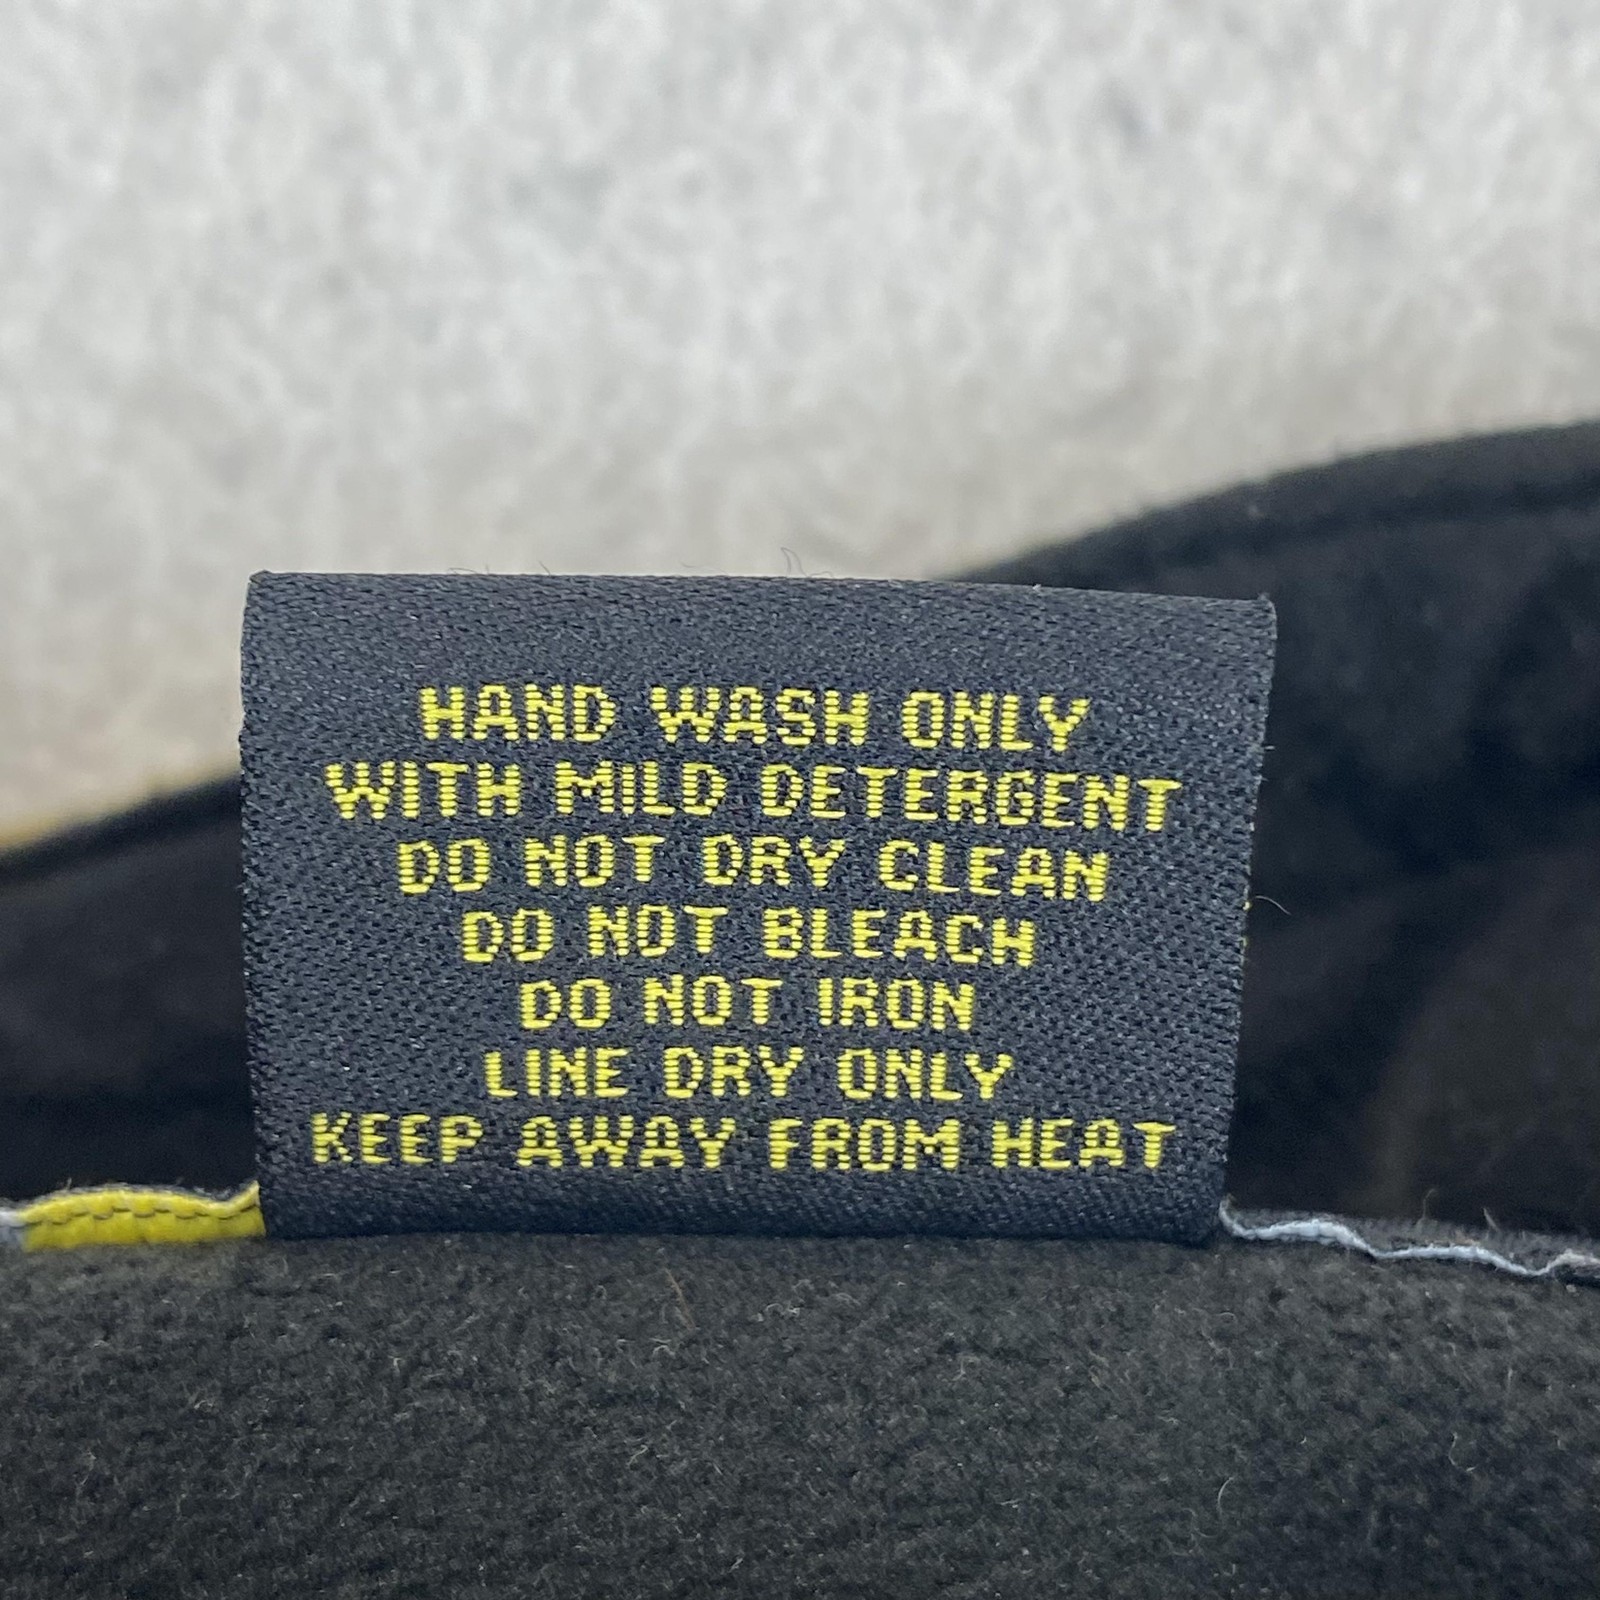 HAND WASH ONLY
WITH MILD DETERGENT
DO NOT DRY CLEAN
DO NOT BLEACH
DO NOT IRON
LINE DRY ONLY
KEEP AWAY FROM HEAT